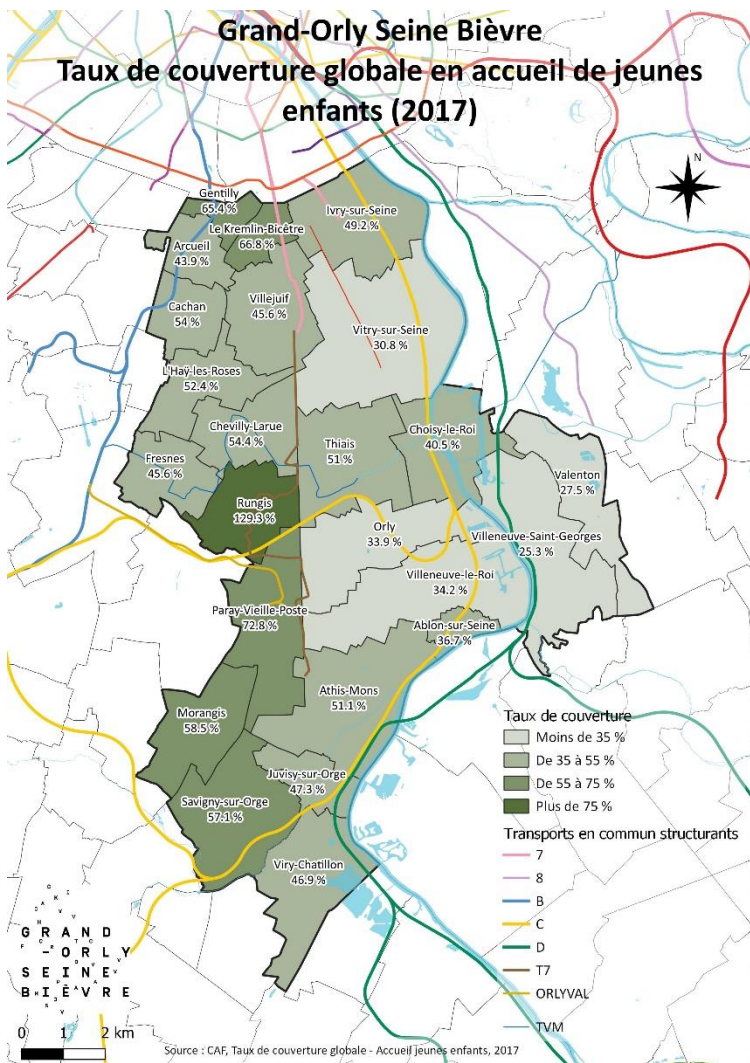 Grand-Orly Seine Bièvre
Taux de couverture globale en accueil de jeunes
enfants (2017)
N
Gentilly
65.4 %
Ivry-sur-Seine
49.2 %
Le Kremlin-Bicêtre
66.8 %
Arcueil
43.9 %
Villejuif
45.6 %
Cachan
54 %
Vitry-sur-Seine
30.8 %
L'Haÿ-les-Roses
52.4 %
Chevilly-Larue
54.4 %
Thiais
51 %
Choisy-le-Roi
40.5 %
Fresnes
45.6 %
Valenton
27.5 %
Rungis
129.3 %
Orly
33.9 %
Villeneuve-Saint-Georges
25.3 %
Villeneuve-le-Roi
34.2 %
Paray-Vieille-Poste
72.8 %
Ablon-sur-Seine
36.7 %
Athis-Mons
51.1 %
Morangis
58.5 %
Juvisy-sur-Orge
47.3 %
Savigny-sur-Orge
57.1 %
Viry-Chatillon
46.9 %
Taux de couverture
Moins de 35 %
De 35 à 55 %
De 55 à 75 %
Plus de 75 %
Transports en commun structurants
7
8
B
C
D
T7
ORLYVAL
TVM
GRAND
-ORLY
SEINE
BIÈVRE
0 1 2 km
Source : CAF, Taux de couverture globale - Accueil jeunes enfants, 2017